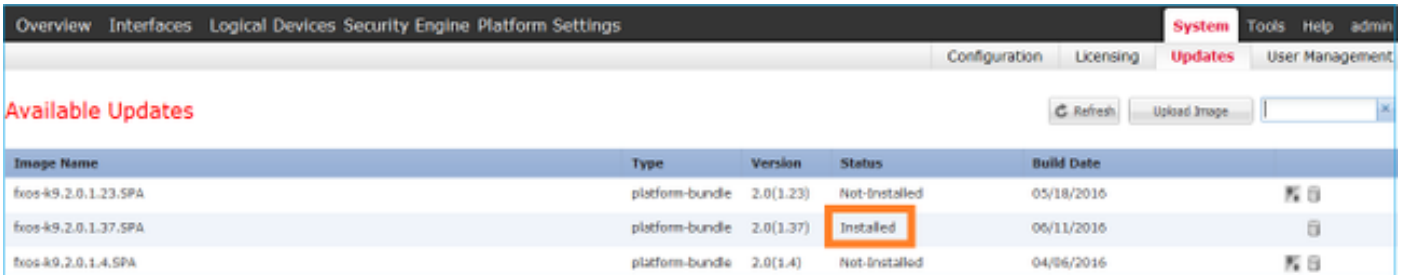 Overview Interfaces Logical Devices Security Engine Platform Settings System Tools Help admin
Configuration Licensing Updates User Management
Available Updates Refresh Upload Image
Image Name Type Version Status Build Date
fxos-k9.2.0.1.23.SPA platform-bundle 2.0(1.23) Not-Installed 05/18/2016
fxos-k9.2.0.1.37.SPA platform-bundle 2.0(1.37) Installed 06/11/2016
fxos-k9.2.0.1.4.SPA platform-bundle 2.0(1.4) Not-Installed 04/06/2016